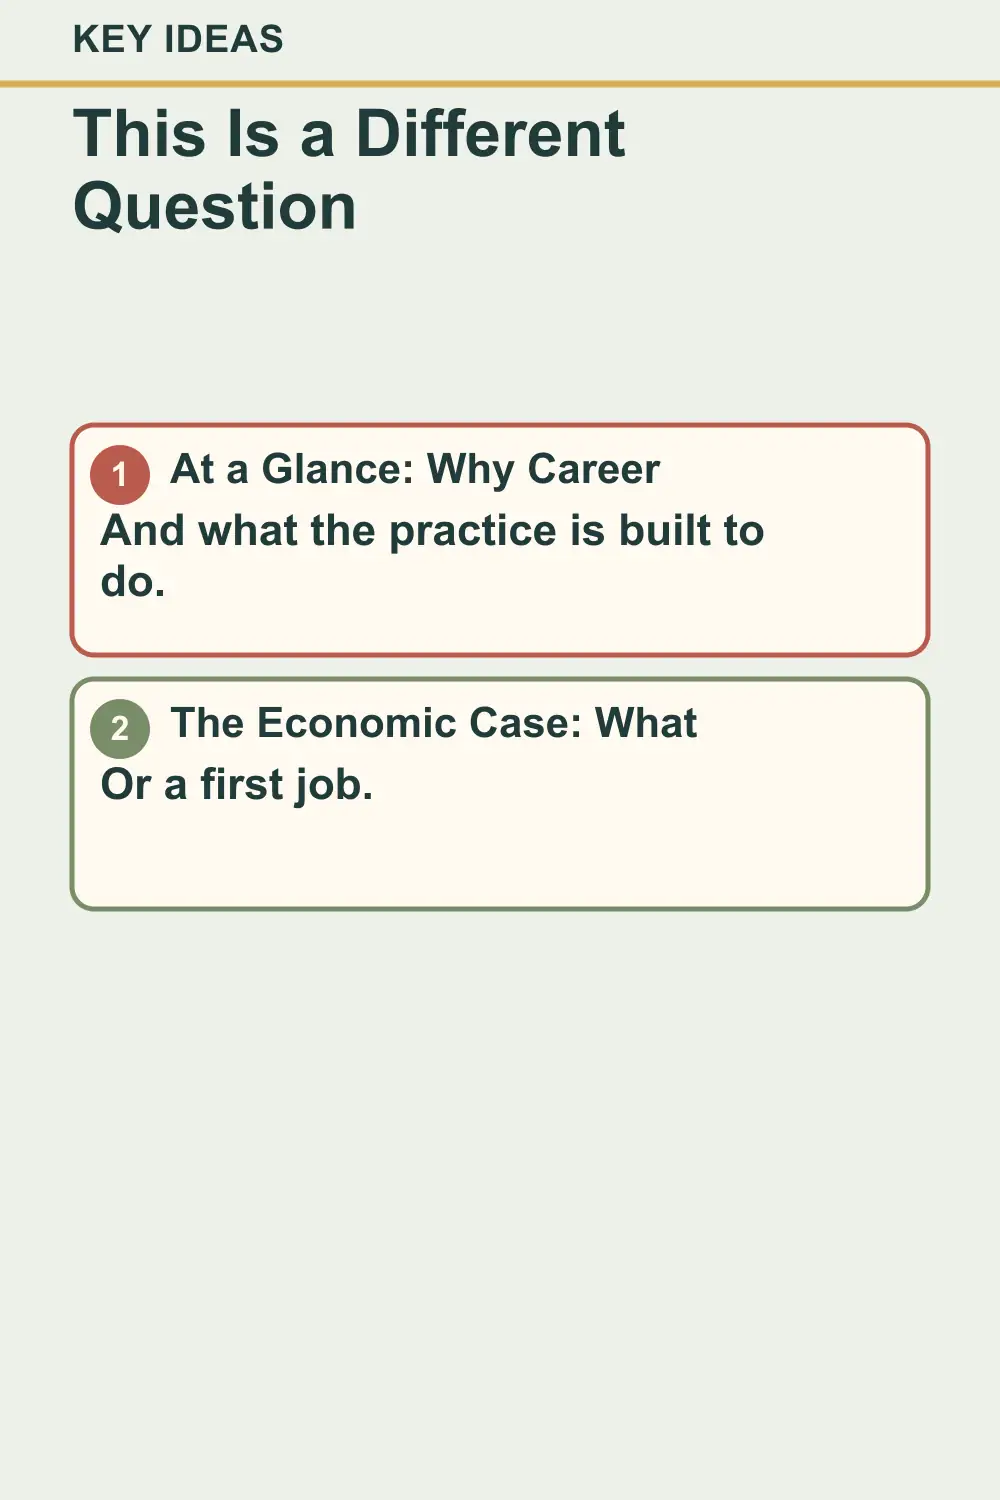 KEY IDEAS
This Is a Different
Question
1
At a Glance: Why Career
And what the practice is built to
do.
2
The Economic Case: What
Or a first job.